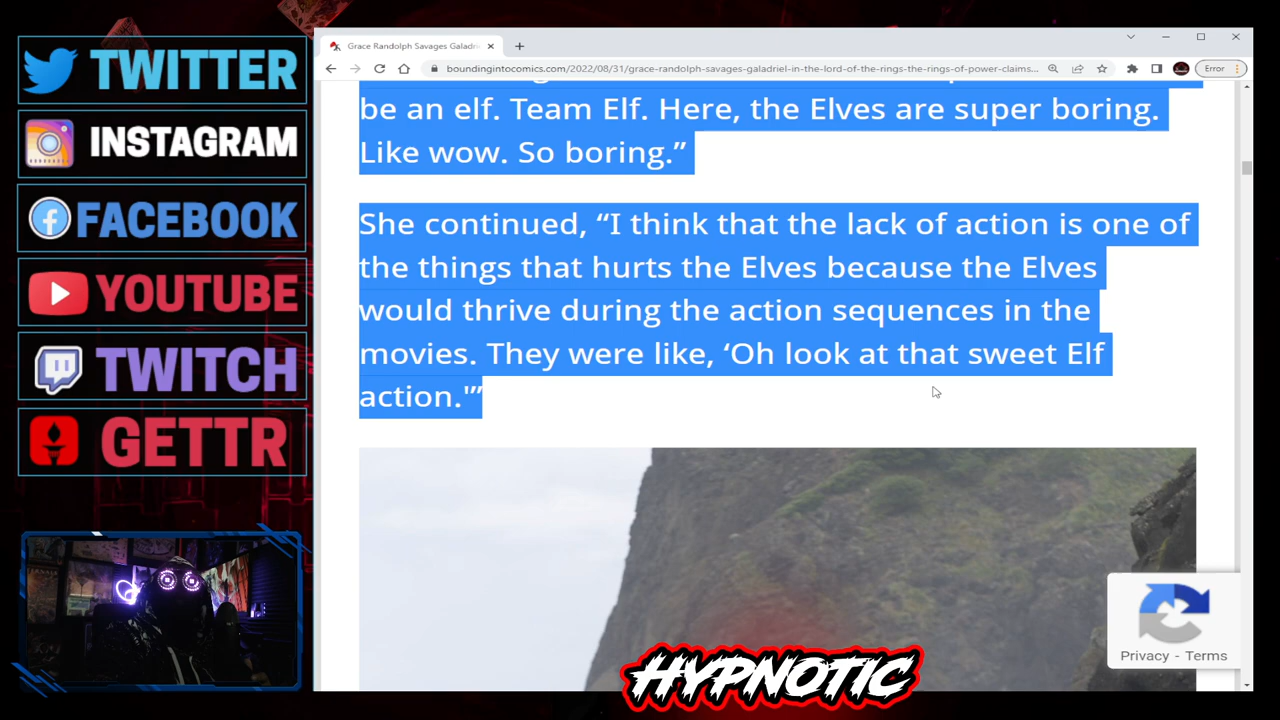 TWITTER
INSTAGRAM
FACEBOOK
YOUTUBE
TWITCH
GETTR
Grace Randolph Savages Galadri
boundingintocomics.com/2022/08/31/grace-randolph-savages-galadriel-in-the-lord-of-the-rings-the-rings-of-power-claims...
Error
be an elf. Team Elf. Here, the Elves are super boring.
Like wow. So boring.”
She continued, “I think that the lack of action is one of
the things that hurts the Elves because the Elves
would thrive during the action sequences in the
movies. They were like, ‘Oh look at that sweet Elf
action.'”
Privacy - Terms
HYPNOTIC